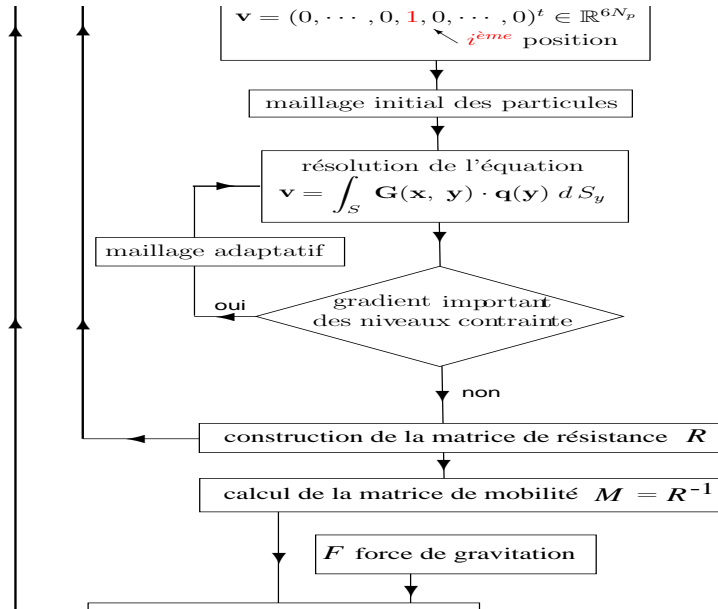 v = (0, ⋯ , 0, 1, 0, ⋯ , 0)ᵗ ∈ ℝ^{6N_p}
i^{ème} position
maillage initial des particules
résolution de l'équation
v = ∫_S G(x, y) · q(y) d S_y
maillage adaptatif
oui
gradient important
des niveaux contrainte
non
construction de la matrice de résistance R
calcul de la matrice de mobilité M = R^{-1}
F force de gravitation